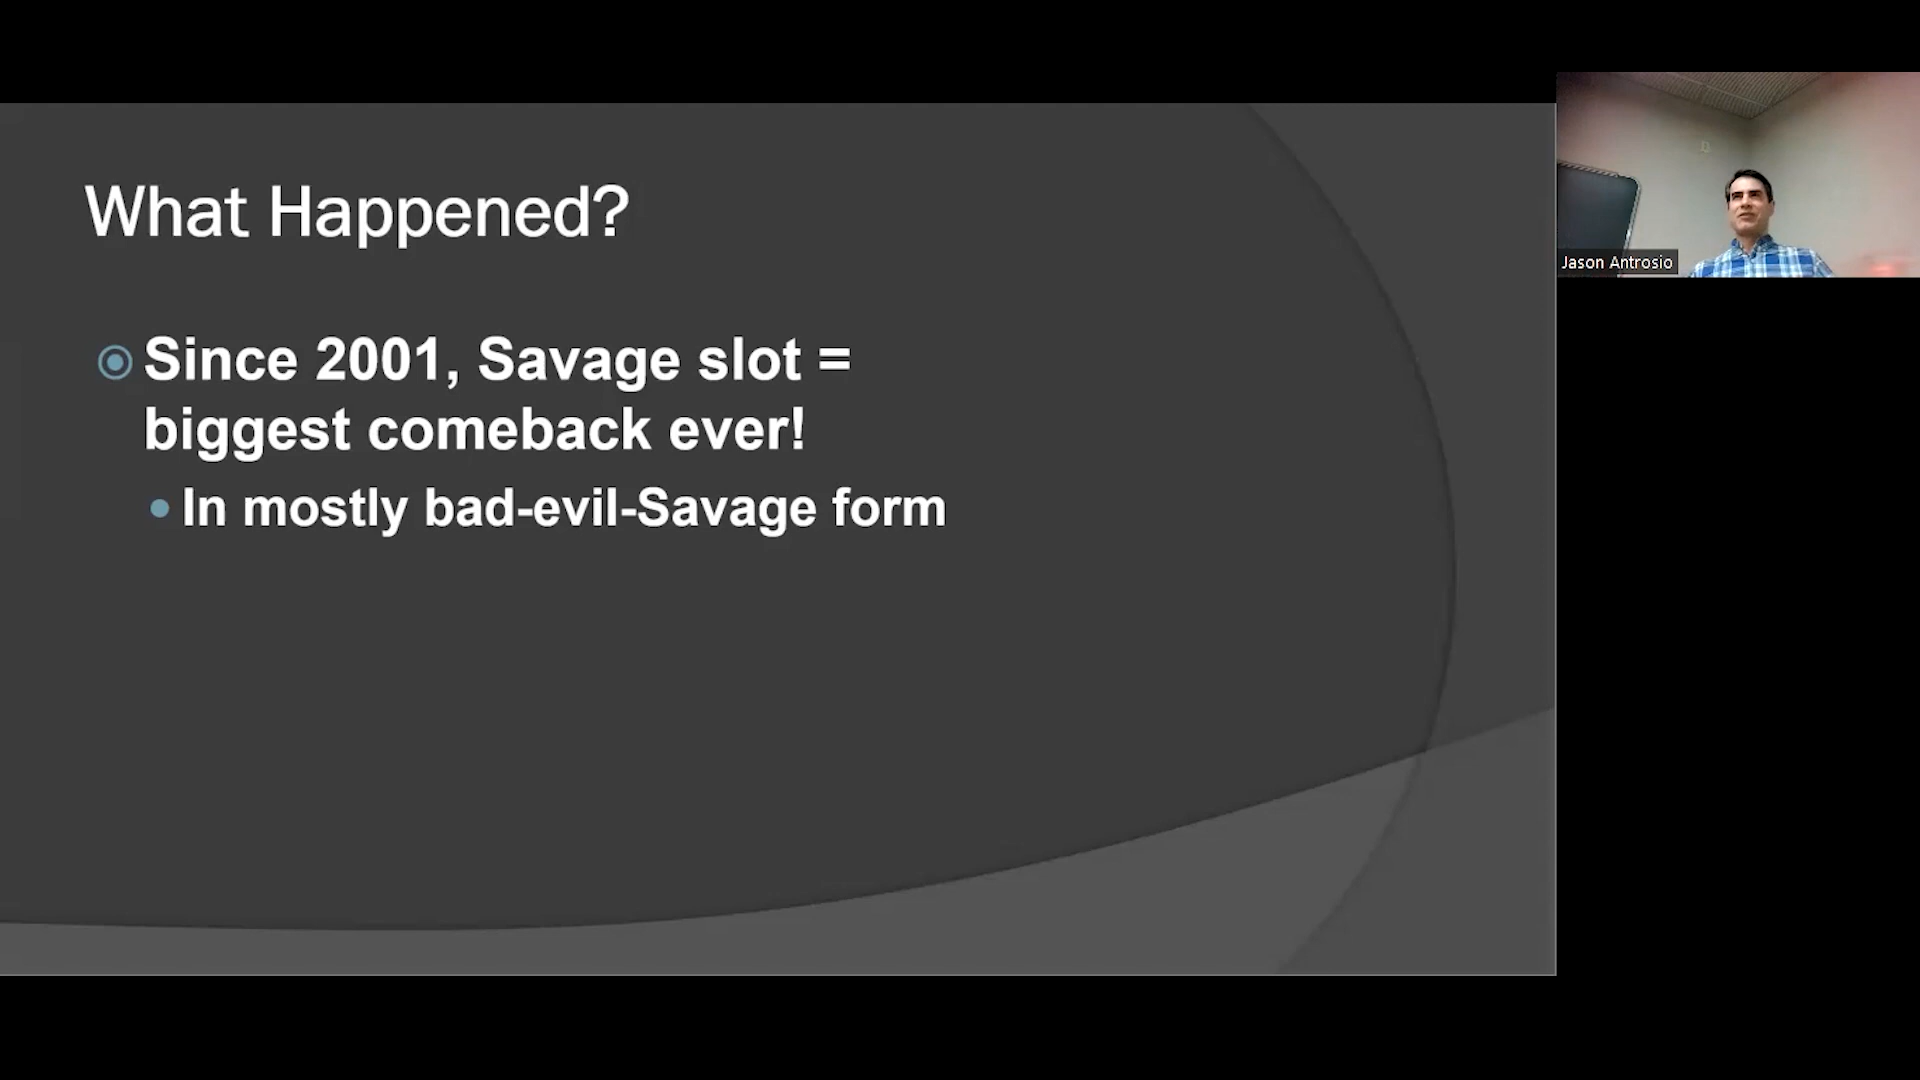 What Happened?
Since 2001, Savage slot =
biggest comeback ever!
In mostly bad-evil-Savage form
Jason Antrosio